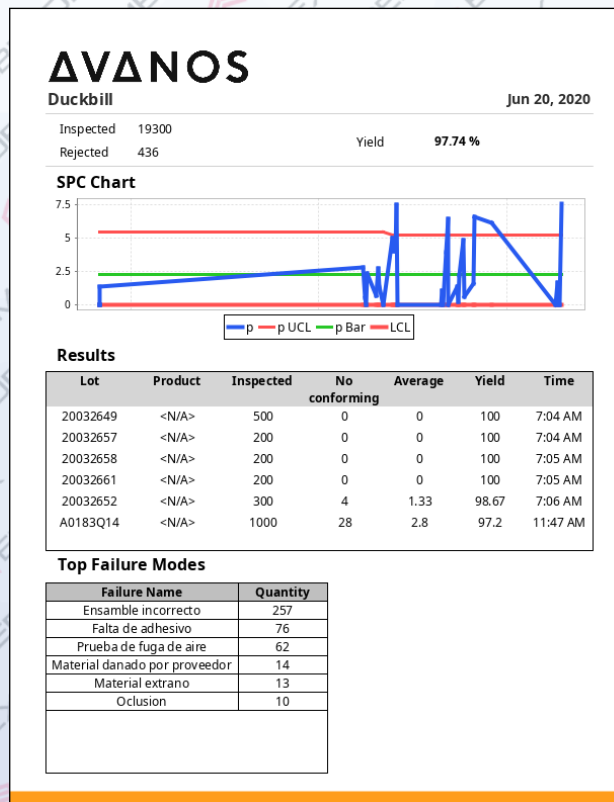 AVANOS
Duckbill Jun 20, 2020
Inspected 19300
Yield 97.74 %
Rejected 436
SPC Chart
7.5
5
2.5
0
p p UCL p Bar LCL
Results
Lot Product Inspected No conforming Average Yield Time
20032649 <N/A> 500 0 0 100 7:04 AM
20032657 <N/A> 200 0 0 100 7:04 AM
20032658 <N/A> 200 0 0 100 7:05 AM
20032661 <N/A> 200 0 0 100 7:05 AM
20032652 <N/A> 300 4 1.33 98.67 7:06 AM
A0183Q14 <N/A> 1000 28 2.8 97.2 11:47 AM
Top Failure Modes
Failure Name Quantity
Ensamble incorrecto 257
Falta de adhesivo 76
Prueba de fuga de aire 62
Material danado por proveedor 14
Material extrano 13
Oclusion 10